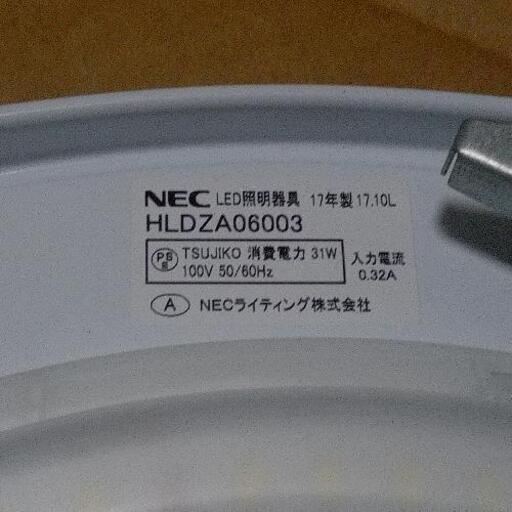 NEC LED照明器具 17年製 17.10L
HLDZA06003
PS E TSUJIKO 消費電力 31W
100V 50/60Hz
入力電流
0.32A
A NECライティング株式会社